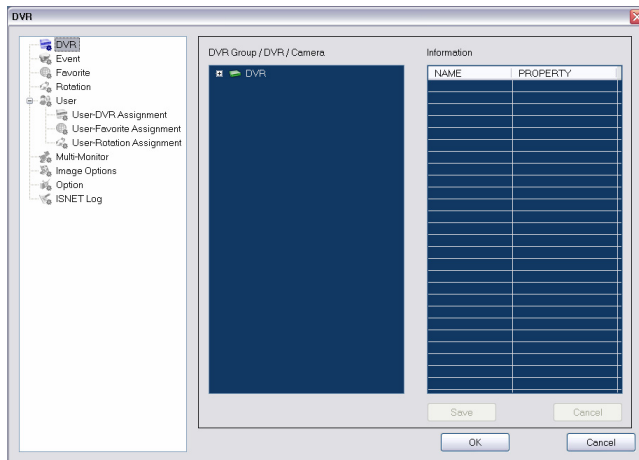 DVR
DVR
Event
Favorite
Rotation
User
User-DVR Assignment
User-Favorite Assignment
User-Rotation Assignment
Multi-Monitor
Image Options
Option
ISNET Log
DVR Group / DVR / Camera
DVR
Information
NAME PROPERTY
Save Cancel
OK Cancel